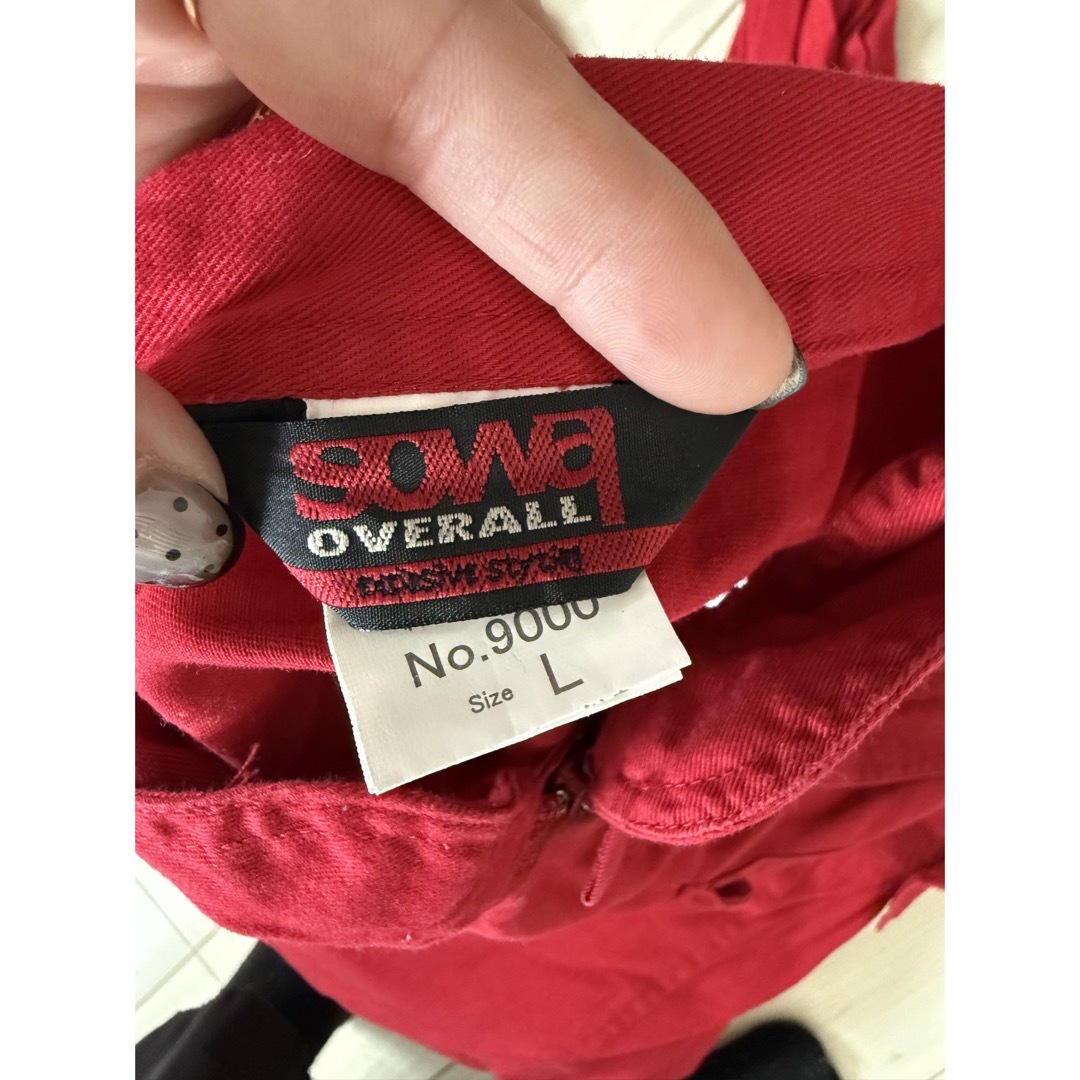 sowa
OVERALL
No.9000
Size L